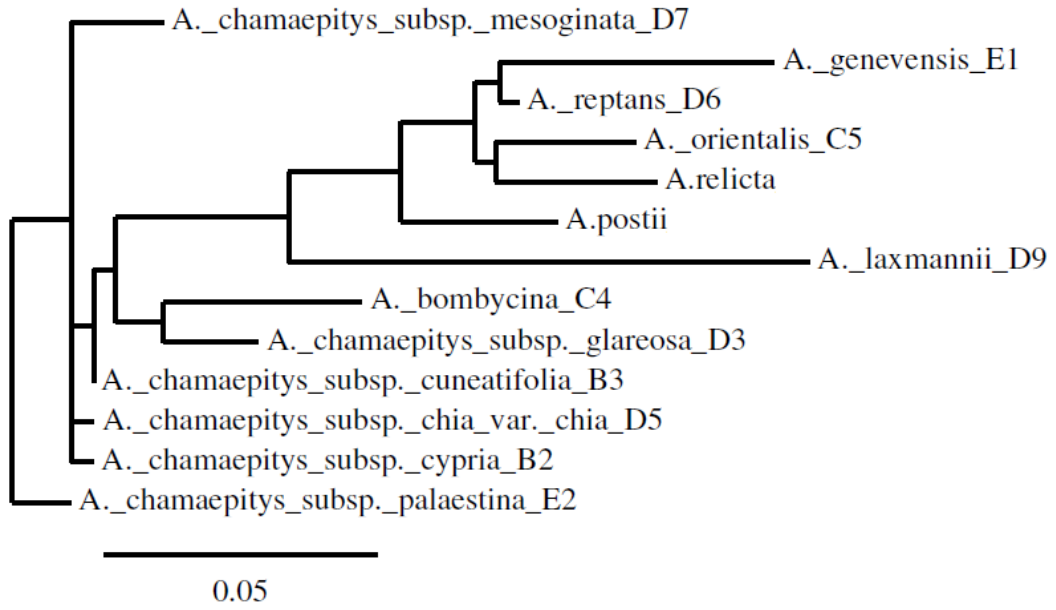 A._chamaepitys_subsp._mesoginata_D7
A._genevensis_E1
A._reptans_D6
A._orientalis_C5
A.relicta
A.postii
A._laxmannii_D9
A._bombycina_C4
A._chamaepitys_subsp._glareosa_D3
A._chamaepitys_subsp._cuneatifolia_B3
A._chamaepitys_subsp._chia_var._chia_D5
A._chamaepitys_subsp._cypria_B2
A._chamaepitys_subsp._palaestina_E2
0.05